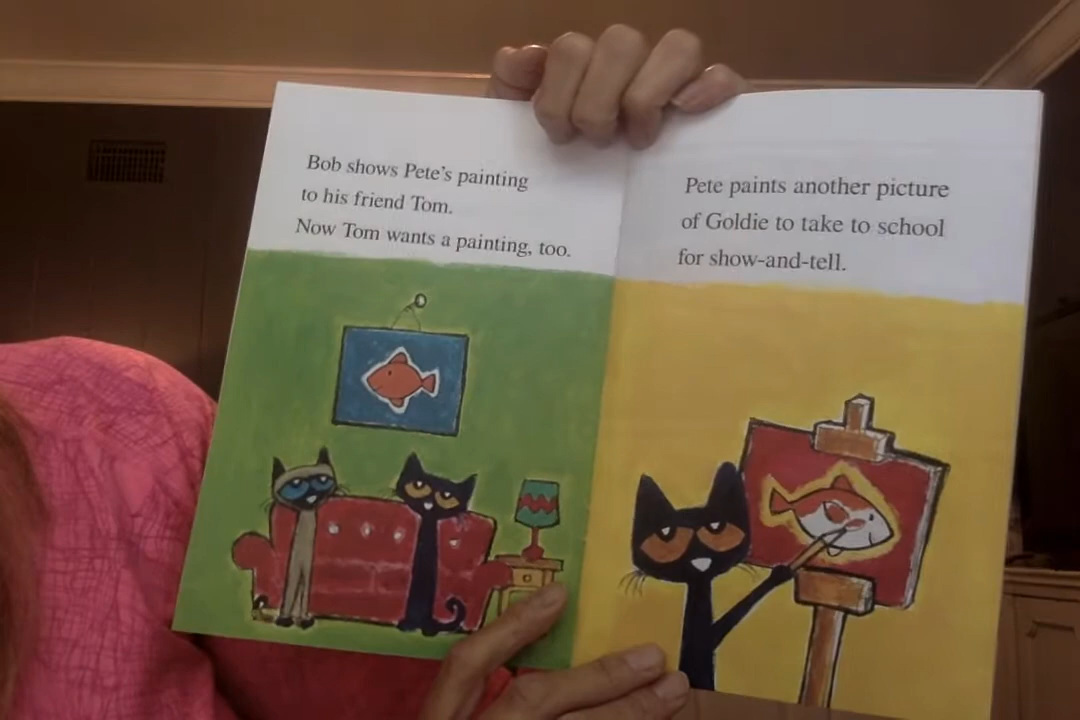 Bob shows Pete's painting
to his friend Tom.
Now Tom wants a painting, too.
Pete paints another picture
of Goldie to take to school
for show-and-tell.